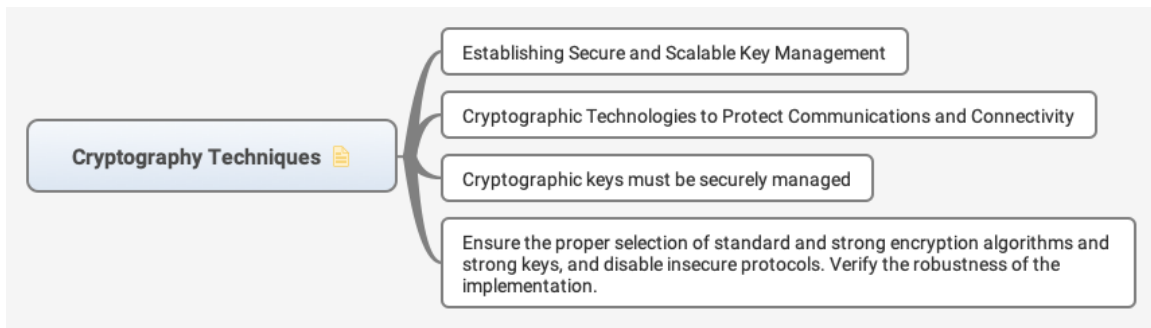 Establishing Secure and Scalable Key Management
Cryptographic Technologies to Protect Communications and Connectivity
Cryptography Techniques
Cryptographic keys must be securely managed
Ensure the proper selection of standard and strong encryption algorithms and
strong keys, and disable insecure protocols. Verify the robustness of the
implementation.